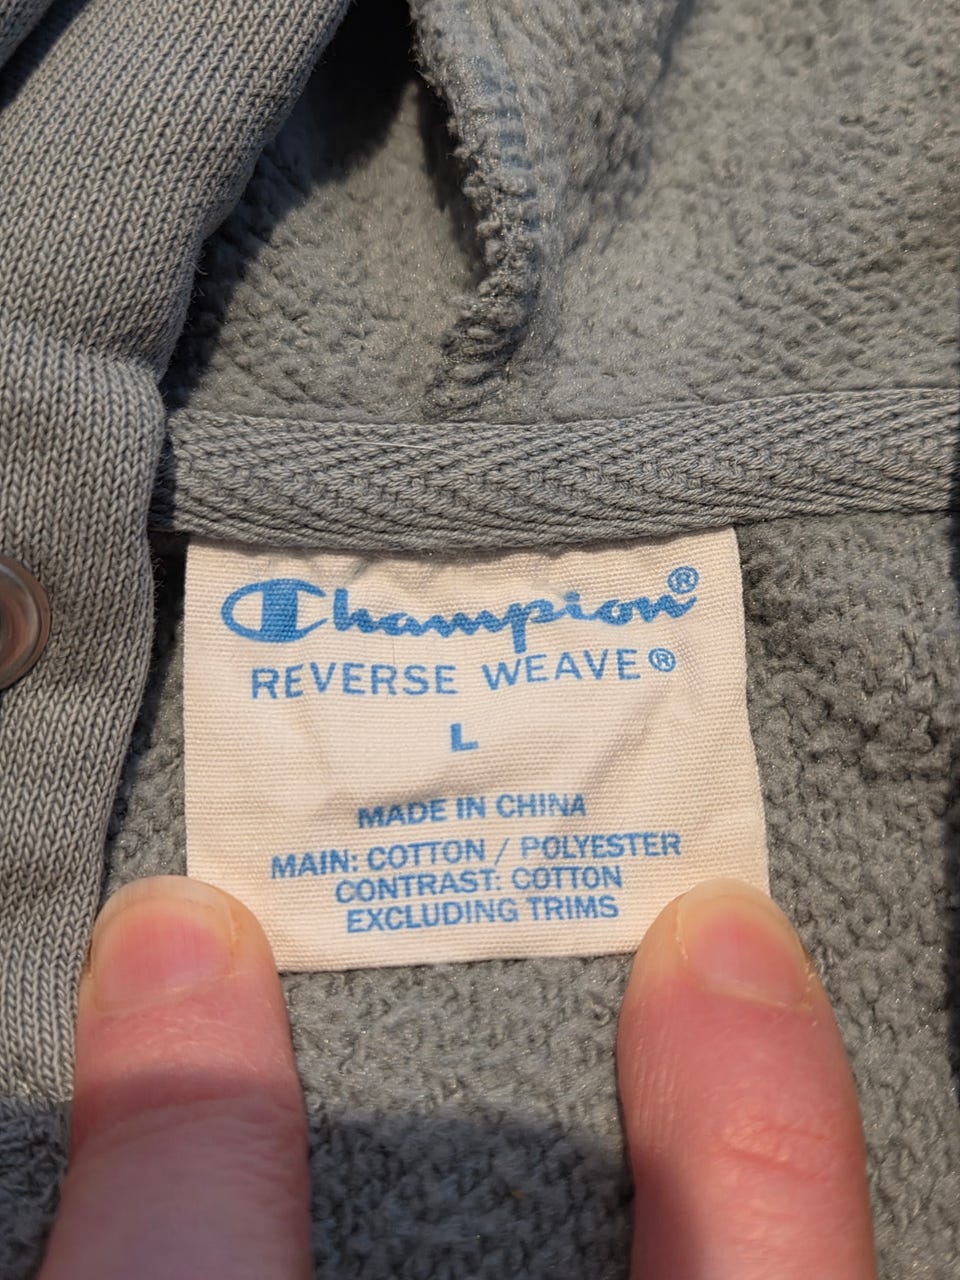 Champion®
REVERSE WEAVE®
L
MADE IN CHINA
MAIN: COTTON / POLYESTER
CONTRAST: COTTON
EXCLUDING TRIMS